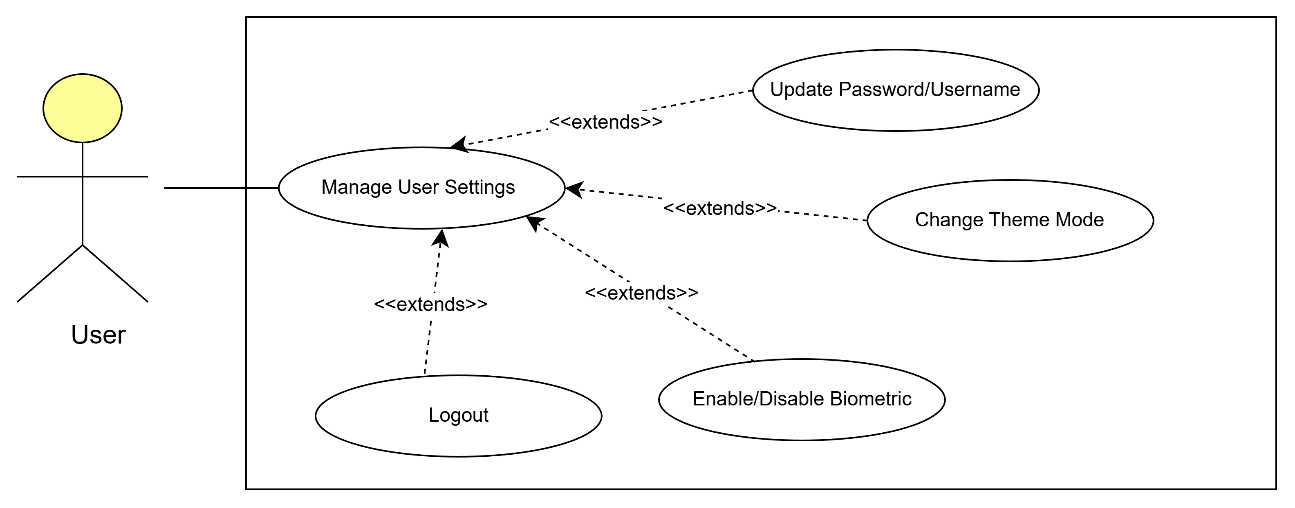 Update Password/Username
<<extends>>
Manage User Settings
<<extends>>
Change Theme Mode
<<extends>>
<<extends>>
User
Enable/Disable Biometric
Logout